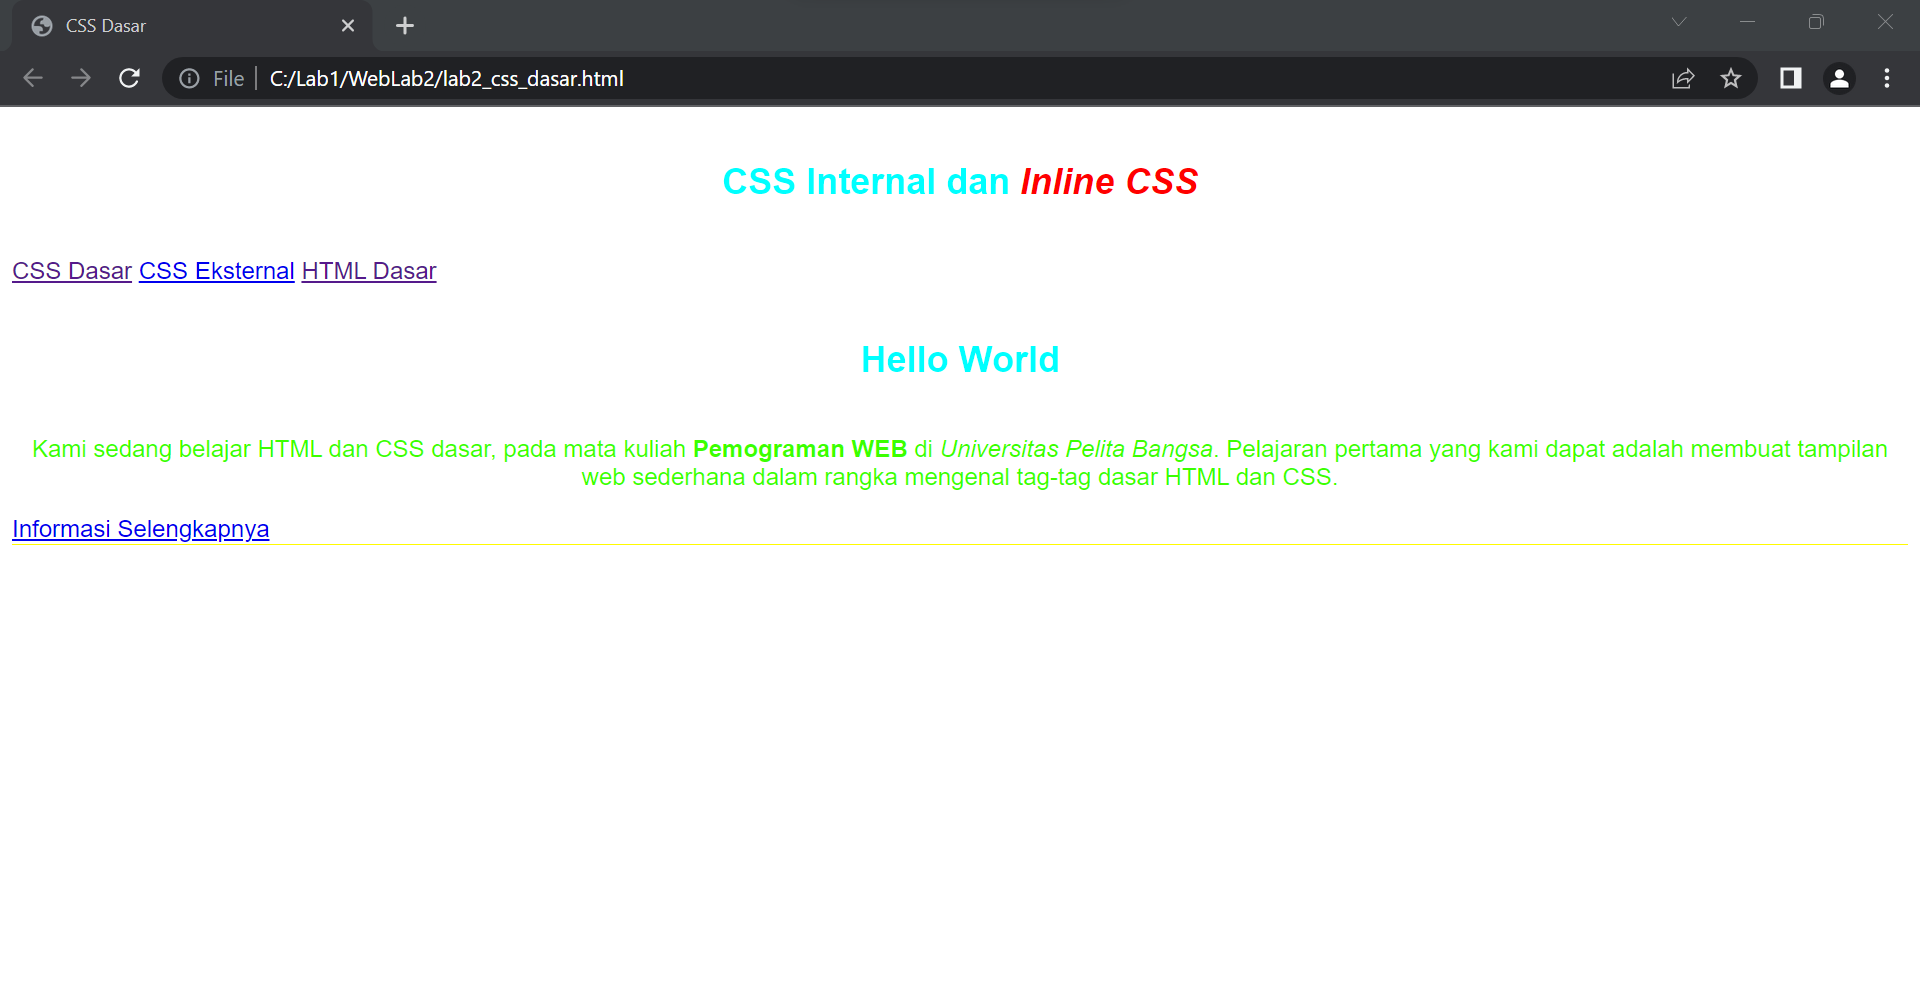 CSS Dasar
File C:/Lab1/WebLab2/lab2_css_dasar.html
CSS Internal dan Inline CSS
CSS Dasar CSS Eksternal HTML Dasar
Hello World
Kami sedang belajar HTML dan CSS dasar, pada mata kuliah Pemograman WEB di Universitas Pelita Bangsa. Pelajaran pertama yang kami dapat adalah membuat tampilan
web sederhana dalam rangka mengenal tag-tag dasar HTML dan CSS.
Informasi Selengkapnya